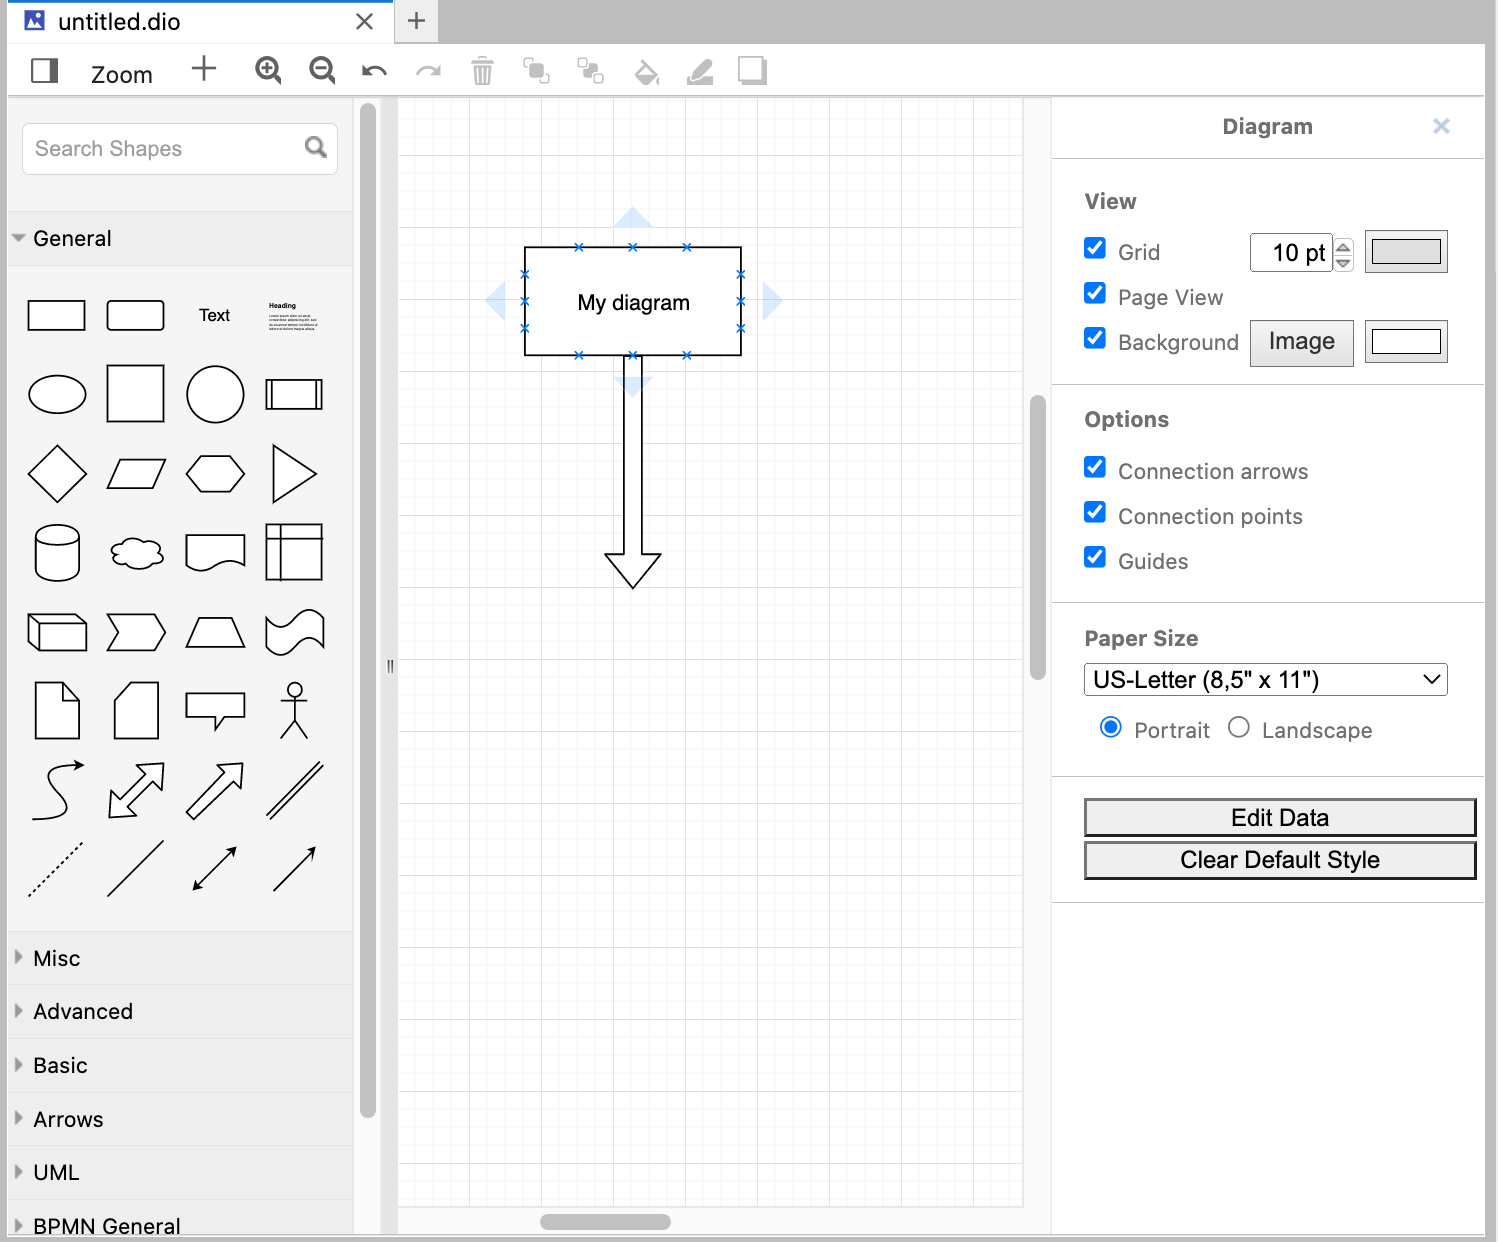 untitled.dio
Zoom
Search Shapes
General
Text
Heading
Misc
Advanced
Basic
Arrows
UML
BPMN General
My diagram
Diagram
View
Grid
10 pt
Page View
Background
Image
Options
Connection arrows
Connection points
Guides
Paper Size
US-Letter (8,5" x 11")
Portrait
Landscape
Edit Data
Clear Default Style